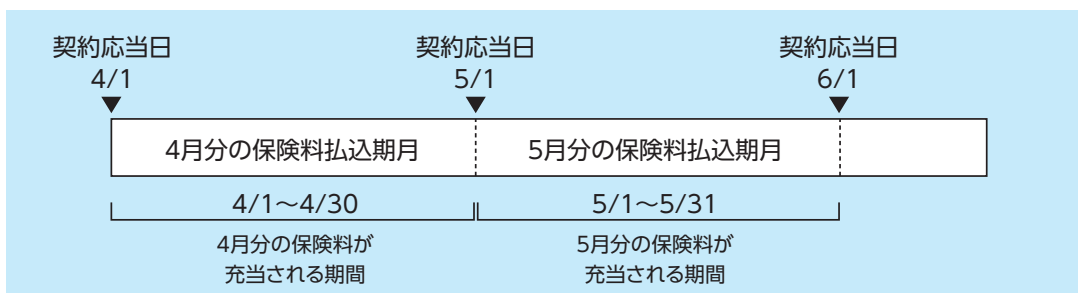 契約応当日
4/1
契約応当日
5/1
契約応当日
6/1
4月分の保険料払込期月
5月分の保険料払込期月
4/1～4/30
5/1～5/31
4月分の保険料が
充当される期間
5月分の保険料が
充当される期間